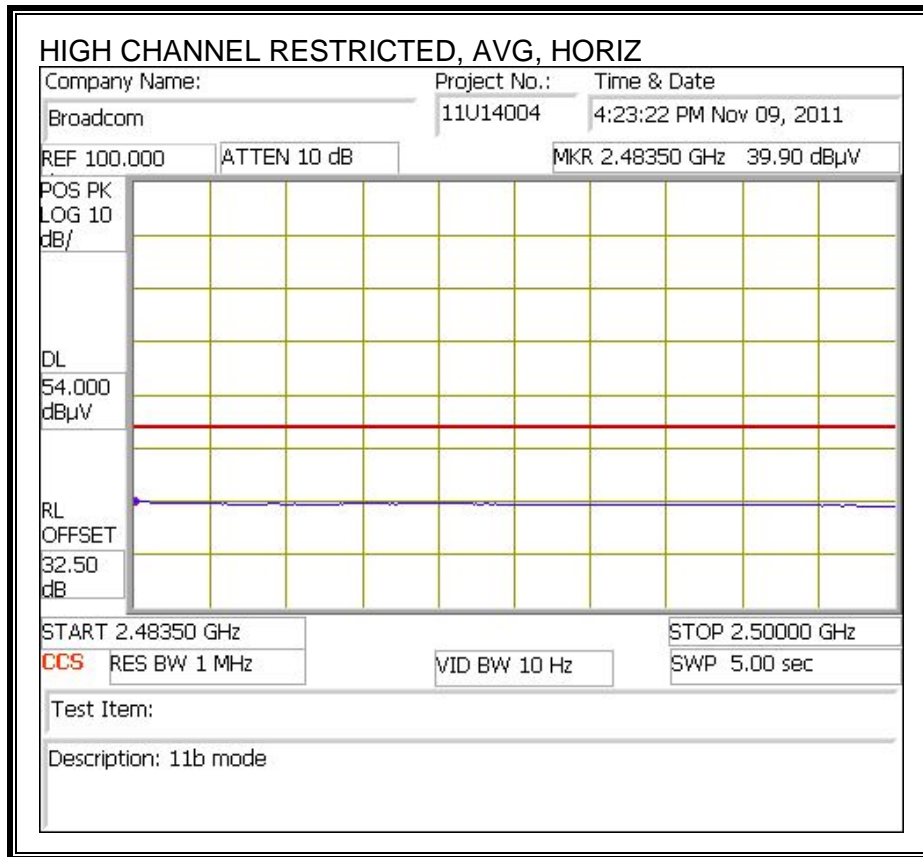 HIGH CHANNEL RESTRICTED, AVG, HORIZ
Company Name: Project No.: Time & Date
Broadcom 11U14004 4:23:22 PM Nov 09, 2011
REF 100.000 ATTEN 10 dB MKR 2.48350 GHz 39.90 dBµV
POS PK
LOG 10
dB/
DL
54.000
dBµV
RL
OFFSET
32.50
dB
START 2.48350 GHz STOP 2.50000 GHz
CCS RES BW 1 MHz VID BW 10 Hz SWP 5.00 sec
Test Item:
Description: 11b mode